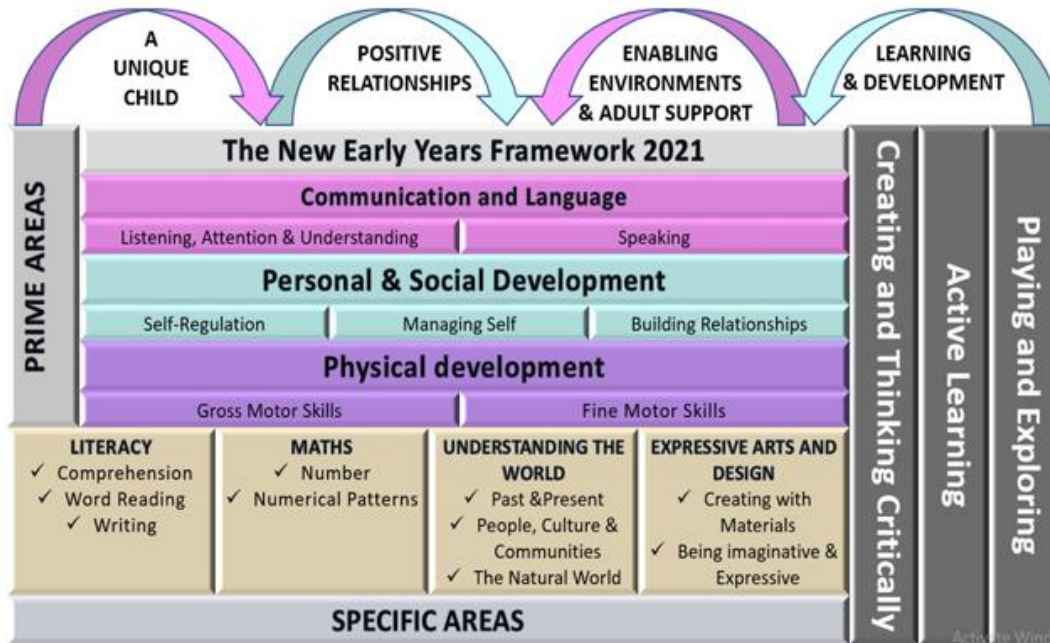 A
UNIQUE
CHILD
POSITIVE
RELATIONSHIPS
ENABLING
ENVIRONMENTS
& ADULT SUPPORT
LEARNING
& DEVELOPMENT
PRIME AREAS
The New Early Years Framework 2021
Communication and Language
Listening, Attention & Understanding
Speaking
Personal & Social Development
Self-Regulation
Managing Self
Building Relationships
Physical development
Gross Motor Skills
Fine Motor Skills
LITERACY
✓ Comprehension
✓ Word Reading
✓ Writing
MATHS
✓ Number
✓ Numerical Patterns
UNDERSTANDING THE
WORLD
✓ Past &Present
✓ People, Culture &
Communities
✓ The Natural World
EXPRESSIVE ARTS AND
DESIGN
✓ Creating with
Materials
✓ Being imaginative &
Expressive
SPECIFIC AREAS
Creating and Thinking Critically
Active Learning
Playing and Exploring
Activate Wind